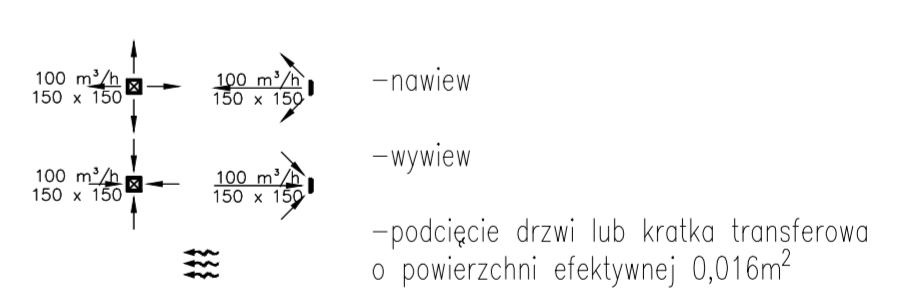 100 m³/h
150 x 150
100 m³/h
150 x 150
-nawiew
100 m³/h
150 x 150
100 m³/h
150 x 150
-wywiew
-podcięcie drzwi lub kratka transferowa
o powierzchni efektywnej 0,016m²